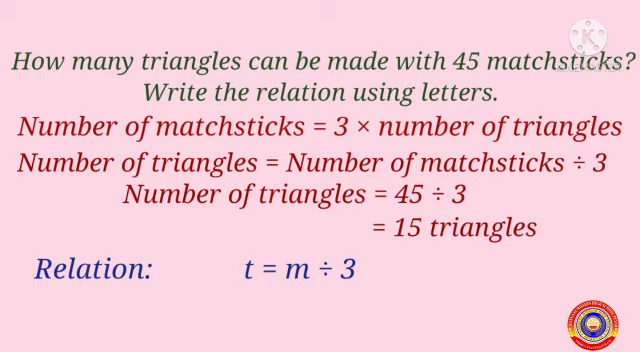 How many triangles can be made with 45 matchsticks?
Write the relation using letters.
Number of matchsticks = 3 × number of triangles
Number of triangles = Number of matchsticks ÷ 3
Number of triangles = 45 ÷ 3
= 15 triangles
Relation: t = m ÷ 3